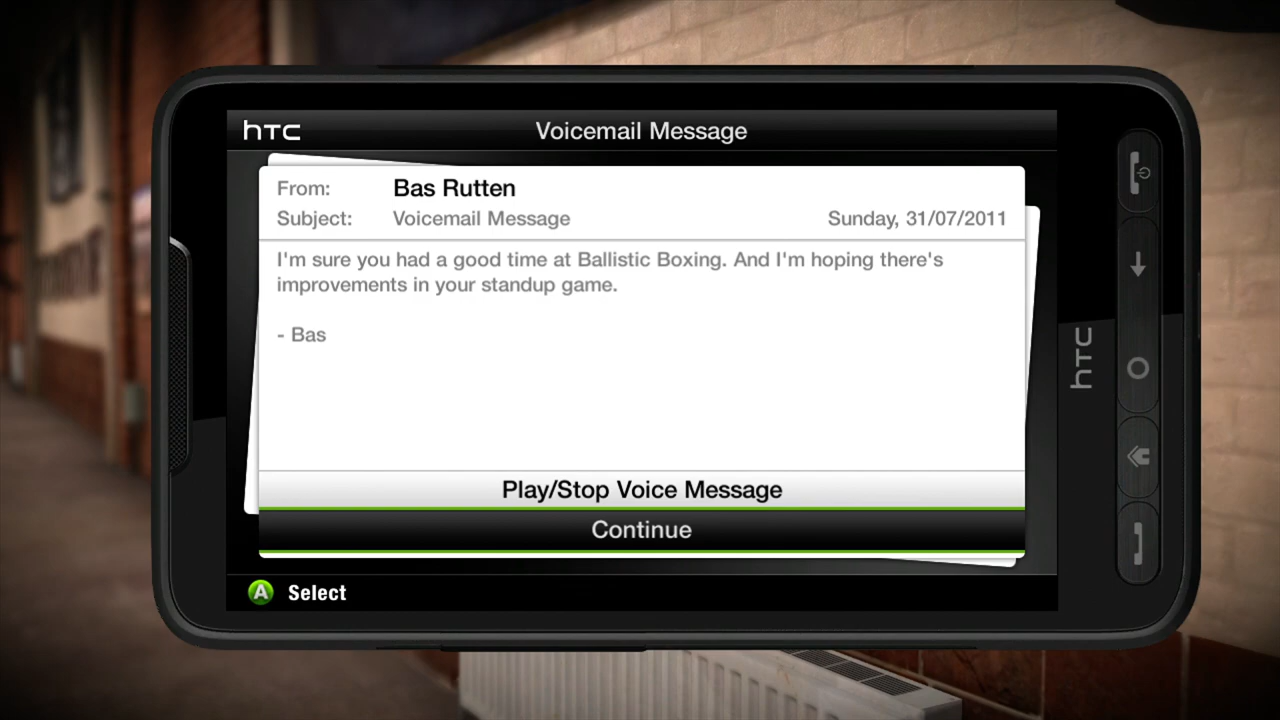 hTC
Voicemail Message
From: Bas Rutten
Subject: Voicemail Message Sunday, 31/07/2011
I'm sure you had a good time at Ballistic Boxing. And I'm hoping there's
improvements in your standup game.
- Bas
Play/Stop Voice Message
Continue
A Select
hTC